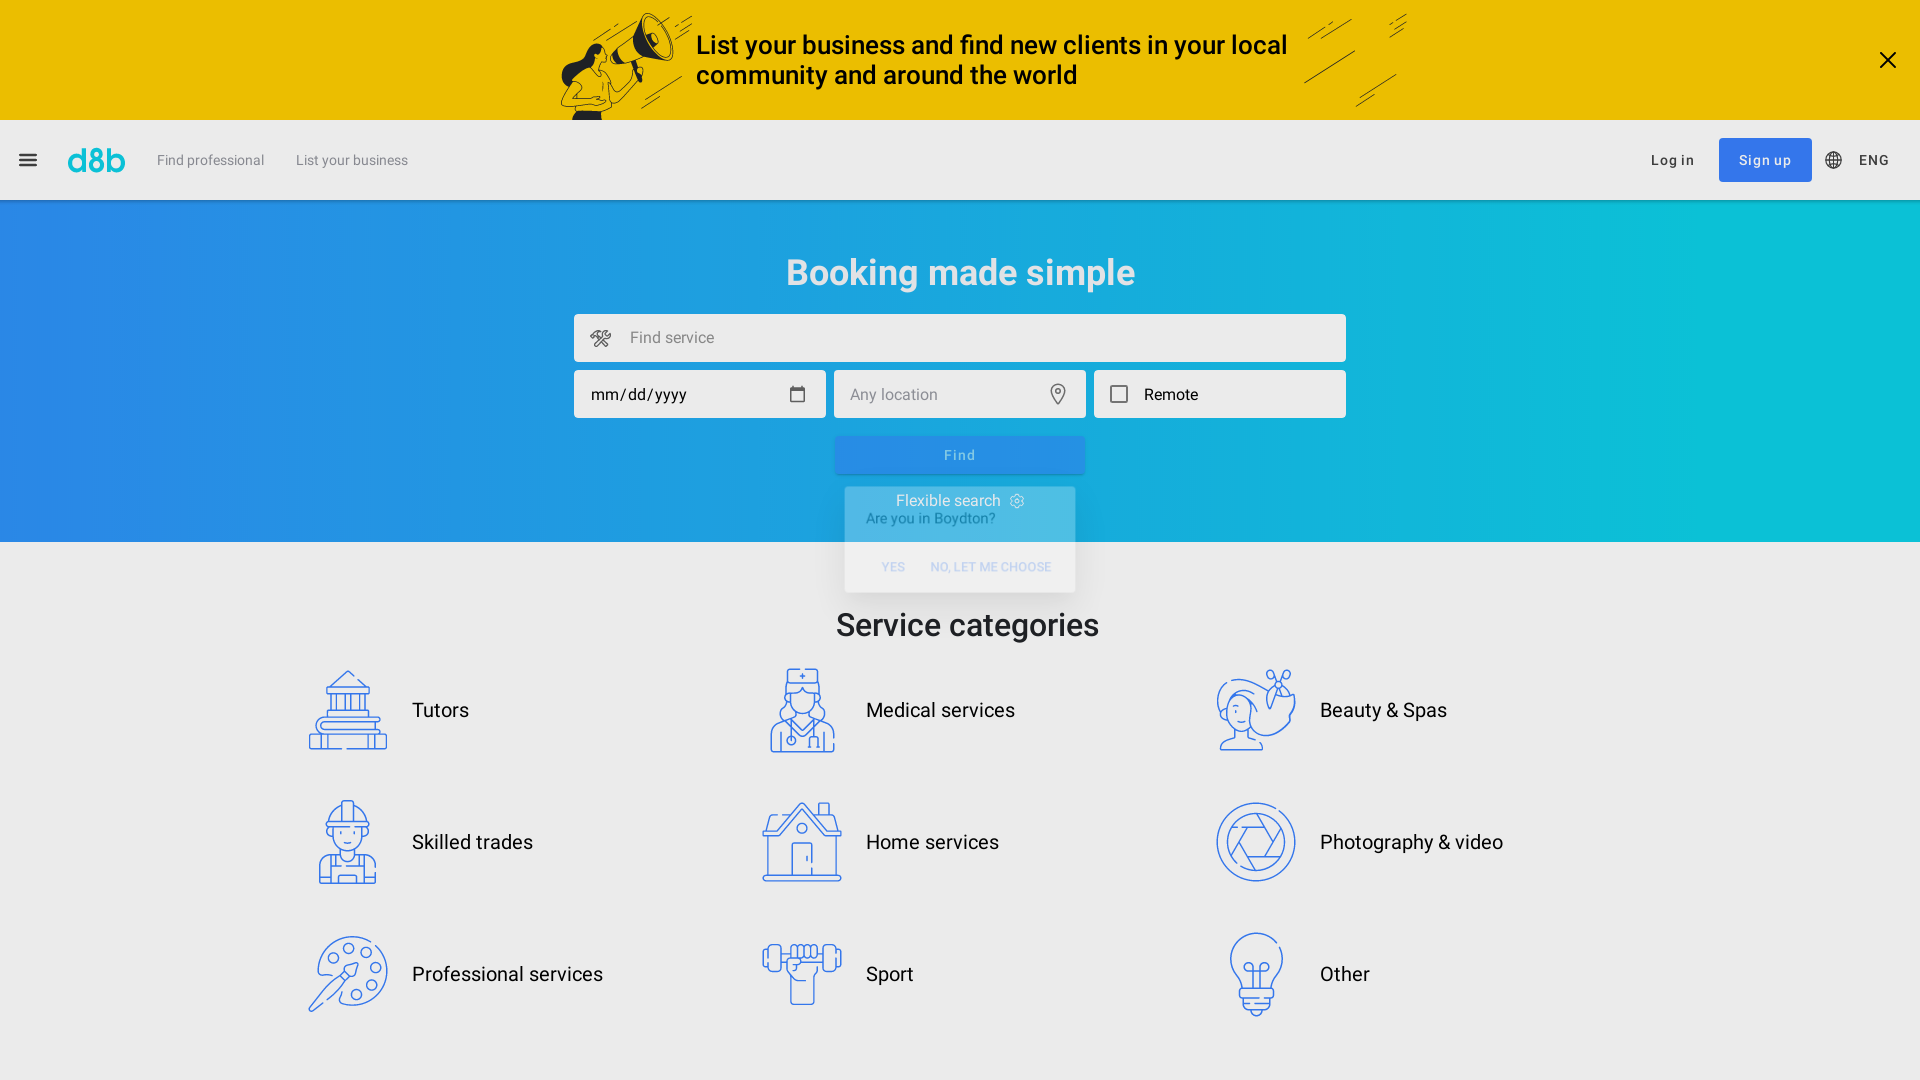 List your business and find new clients in your local
community and around the world
d8b
Find professional
List your business
Log in
Sign up
ENG
Booking made simple
Find service
mm/dd/yyyy
Any location
Remote
Find
Flexible search
Are you in Boydton?
YES
NO, LET ME CHOOSE
Service categories
Tutors
Medical services
Beauty & Spas
Skilled trades
Home services
Photography & video
Professional services
Sport
Other